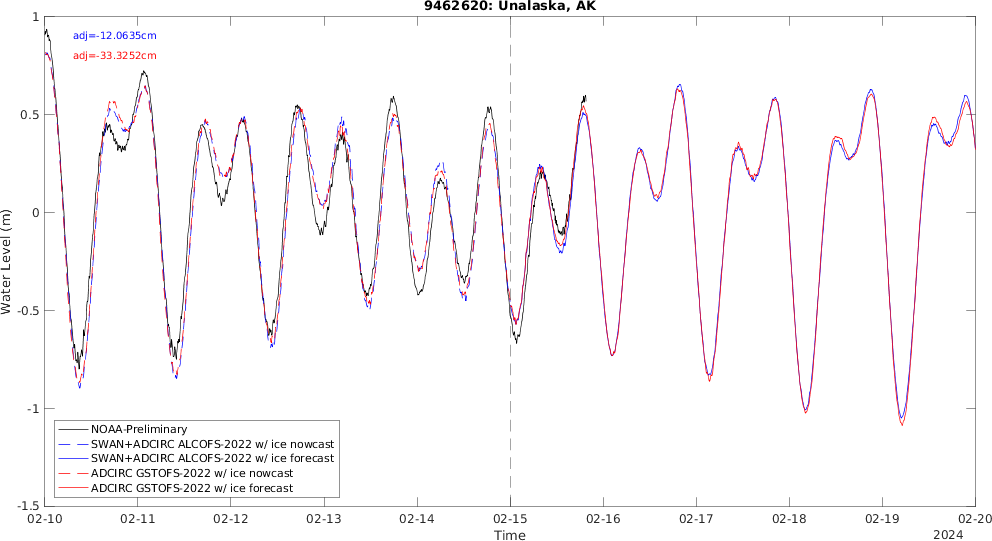 9462620: Unalaska, AK
adj=-12.0635cm
adj=-33.3252cm
1
0.5
0
-0.5
-1
-1.5
Water Level (m)
NOAA-Preliminary
SWAN+ADCIRC ALCOFS-2022 w/ ice nowcast
SWAN+ADCIRC ALCOFS-2022 w/ ice forecast
ADCIRC GSTOFS-2022 w/ ice nowcast
ADCIRC GSTOFS-2022 w/ ice forecast
02-10 02-11 02-12 02-13 02-14 02-15 02-16 02-17 02-18 02-19 02-20
Time
2024